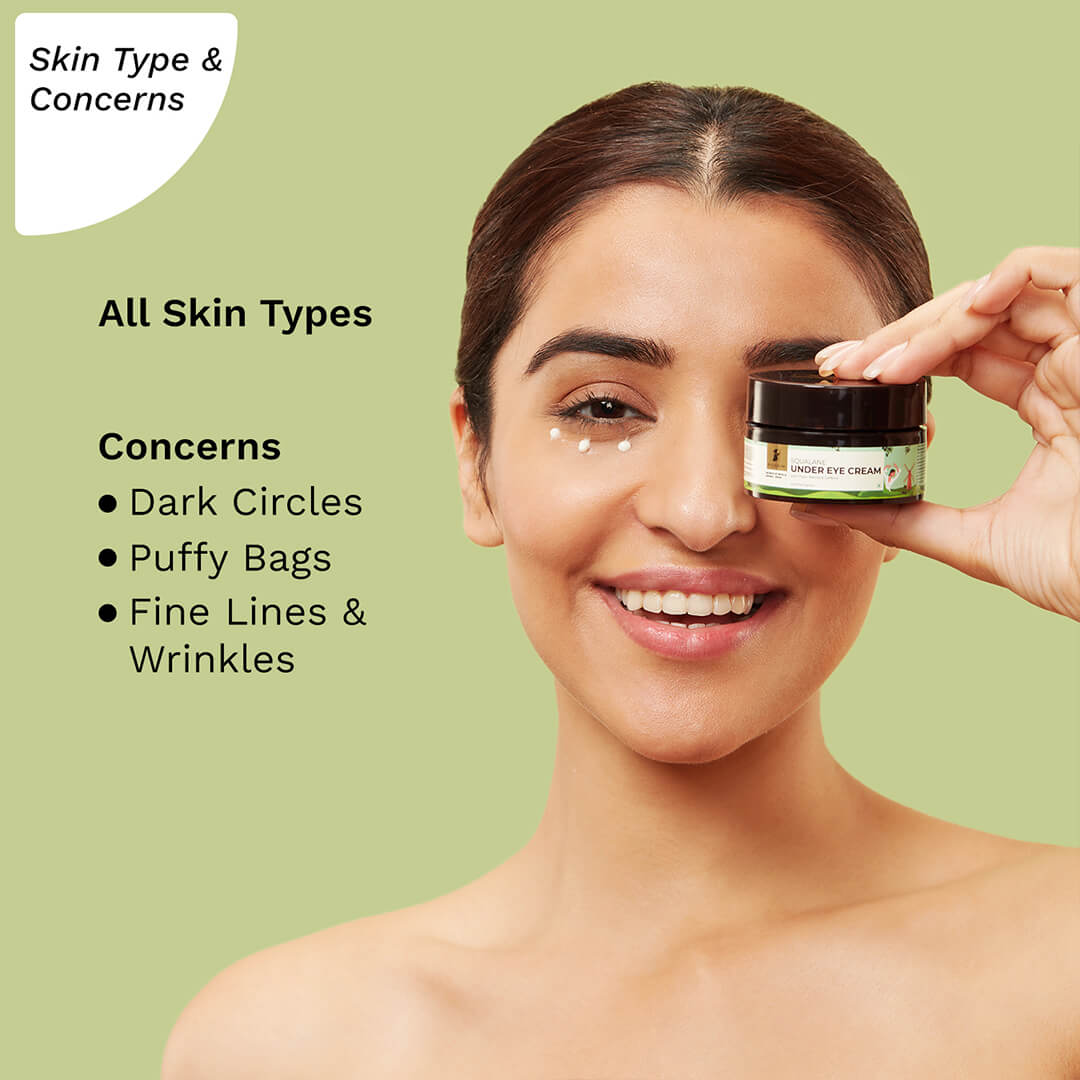 Skin Type &
Concerns
All Skin Types
Concerns
● Dark Circles
● Puffy Bags
● Fine Lines &
Wrinkles
SQUALANE
UNDER EYE CREAM